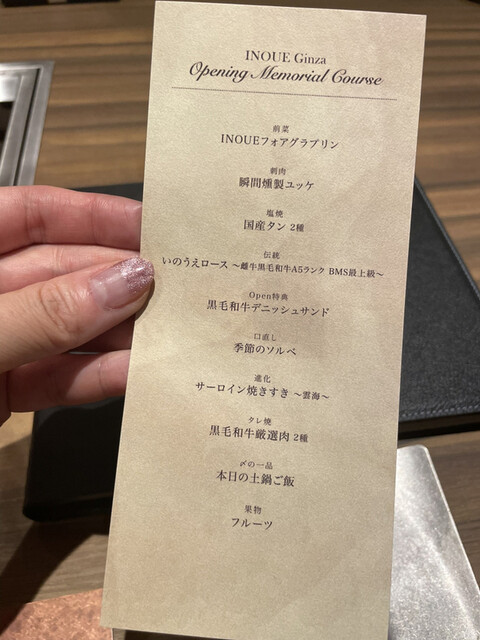 INOUE Ginza
Opening Memorial Course
前菜
INOUEフォアグラプリン
刺肉
瞬間燻製ユッケ
塩焼
国産タン 2種
伝統
いのうえロース ～雌牛黒毛和牛A5ランク BMS最上級～
Open特典
黒毛和牛デニッシュサンド
口直し
季節のソルベ
進化
サーロイン焼きすき ～雲海～
タレ焼
黒毛和牛厳選肉 2種
〆の一品
本日の土鍋ご飯
果物
フルーツ